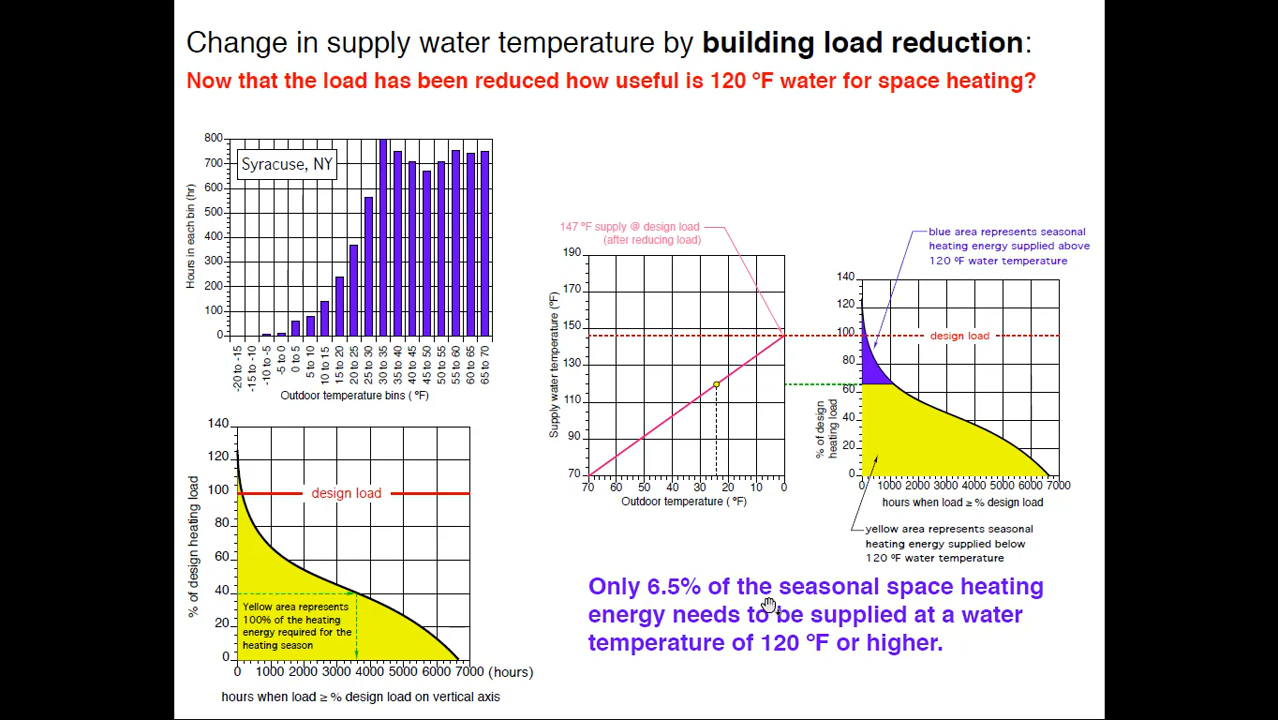 Change in supply water temperature by building load reduction:
Now that the load has been reduced how useful is 120 ºF water for space heating?
800
700
600
500
400
300
200
100
0
Hours in each bin (hr)
Syracuse, NY
-20 to -15
-15 to -10
-10 to -5
-5 to 0
0 to 5
5 to 10
10 to 15
15 to 20
20 to 25
25 to 30
30 to 35
35 to 40
40 to 45
45 to 50
50 to 55
55 to 60
60 to 65
65 to 70
Outdoor temperature bins (ºF)
140
120
100
80
60
40
20
0
% of design heating load
design load
Yellow area represents
100% of the heating
energy required for the
heating season
0 1000 2000 3000 4000 5000 6000 7000 (hours)
hours when load ≥ % design load on vertical axis
147 ºF supply @ design load
(after reducing load)
190
170
150
130
110
90
70
Supply water temperature (ºF)
70 60 50 40 30 20 10 0
Outdoor temperature (ºF)
blue area represents seasonal
heating energy supplied above
120 ºF water temperature
140
120
100
80
60
40
20
0
% of design
heating load
design load
0 1000 2000 3000 4000 5000 6000 7000
hours when load ≥ % design load
yellow area represents seasonal
heating energy supplied below
120 ºF water temperature
Only 6.5% of the seasonal space heating
energy needs to be supplied at a water
temperature of 120 ºF or higher.